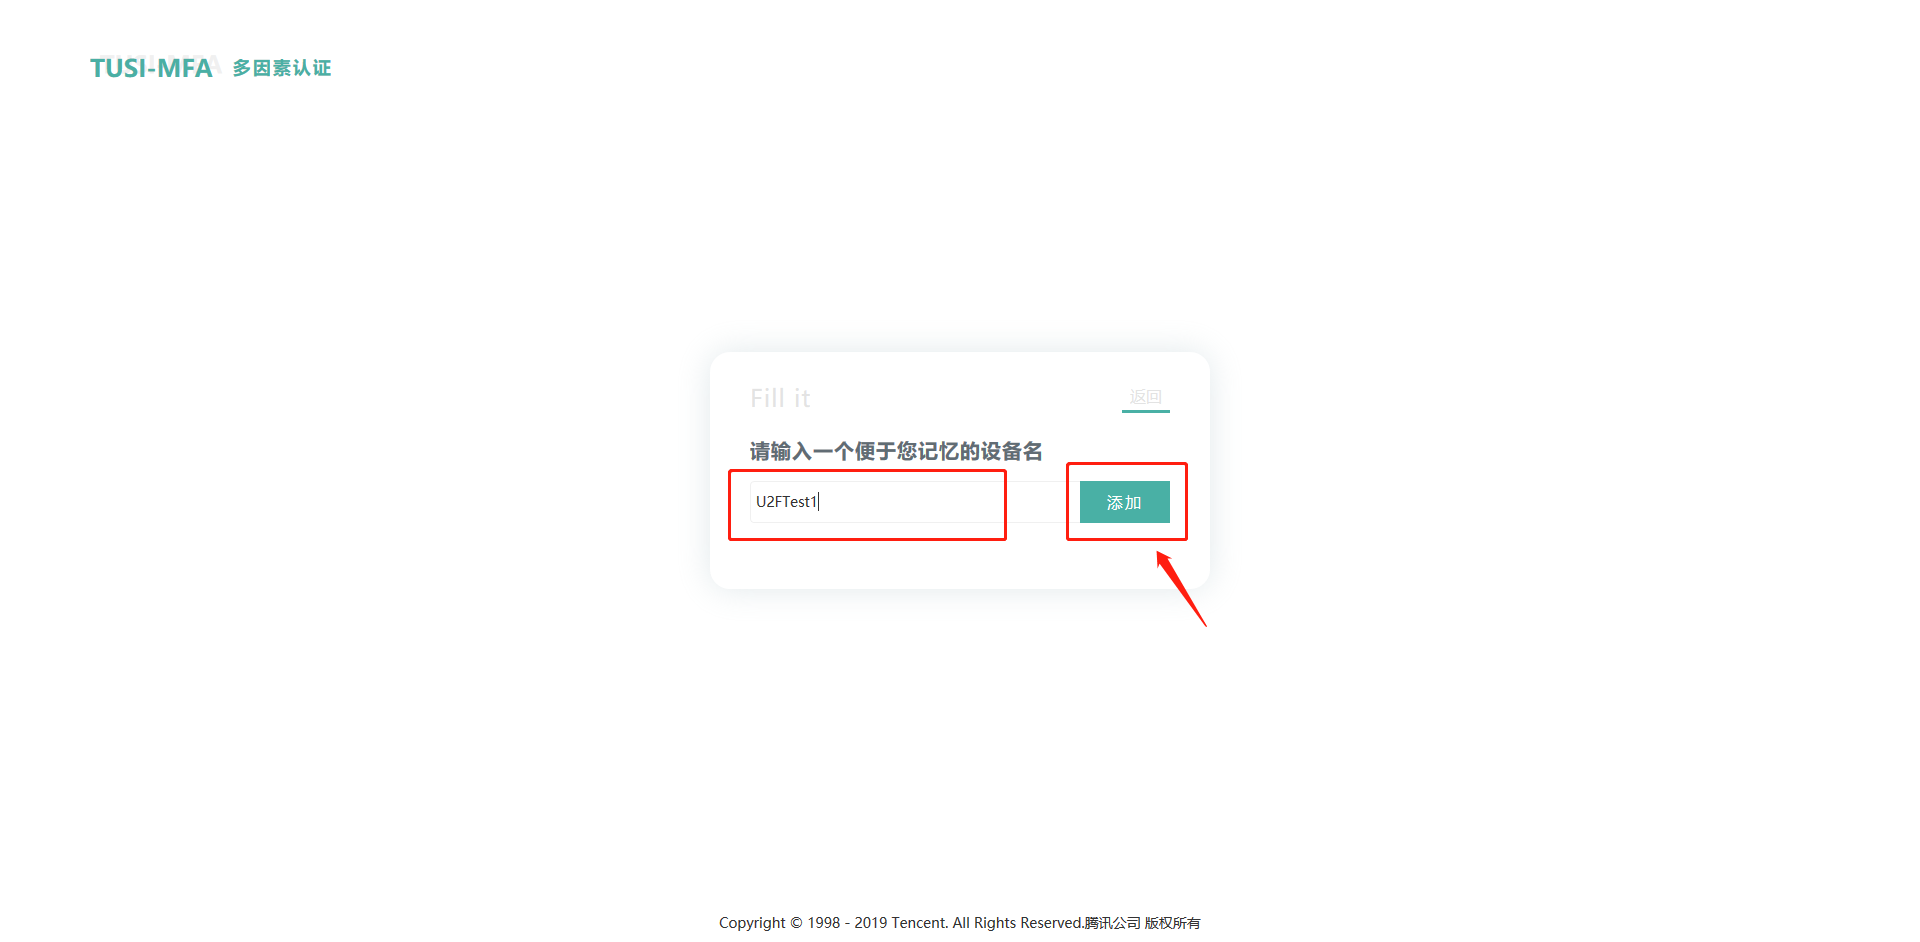 TUSI-MFA 多因素认证
Fill it
返回
请输入一个便于您记忆的设备名
U2FTest1
添加
Copyright © 1998 - 2019 Tencent. All Rights Reserved.腾讯公司 版权所有